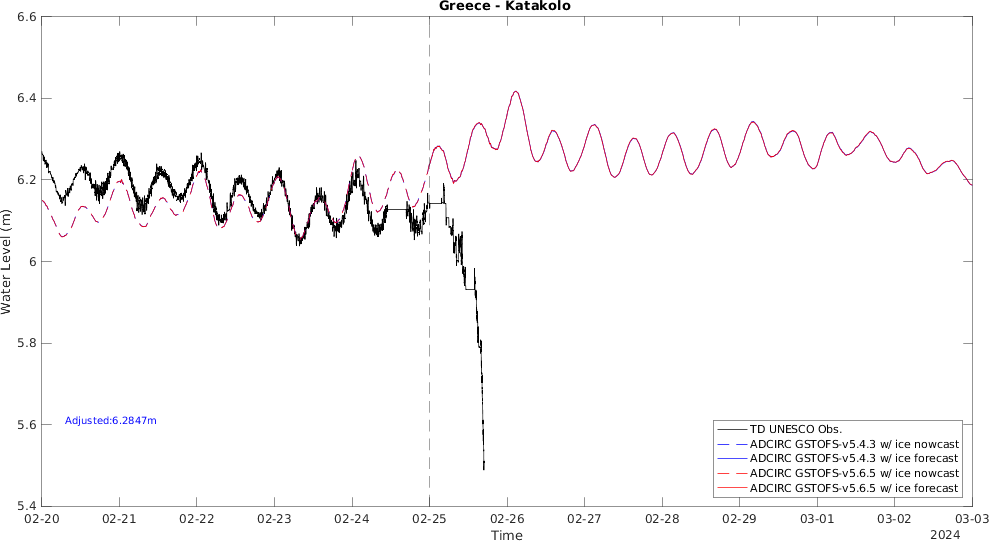 Greece - Katakolo
6.6
6.4
6.2
6
5.8
5.6
5.4
Water Level (m)
Adjusted:6.2847m
TD UNESCO Obs.
ADCIRC GSTOFS-v5.4.3 w/ ice nowcast
ADCIRC GSTOFS-v5.4.3 w/ ice forecast
ADCIRC GSTOFS-v5.6.5 w/ ice nowcast
ADCIRC GSTOFS-v5.6.5 w/ ice forecast
02-20 02-21 02-22 02-23 02-24 02-25 02-26 02-27 02-28 02-29 03-01 03-02 03-03
Time
2024